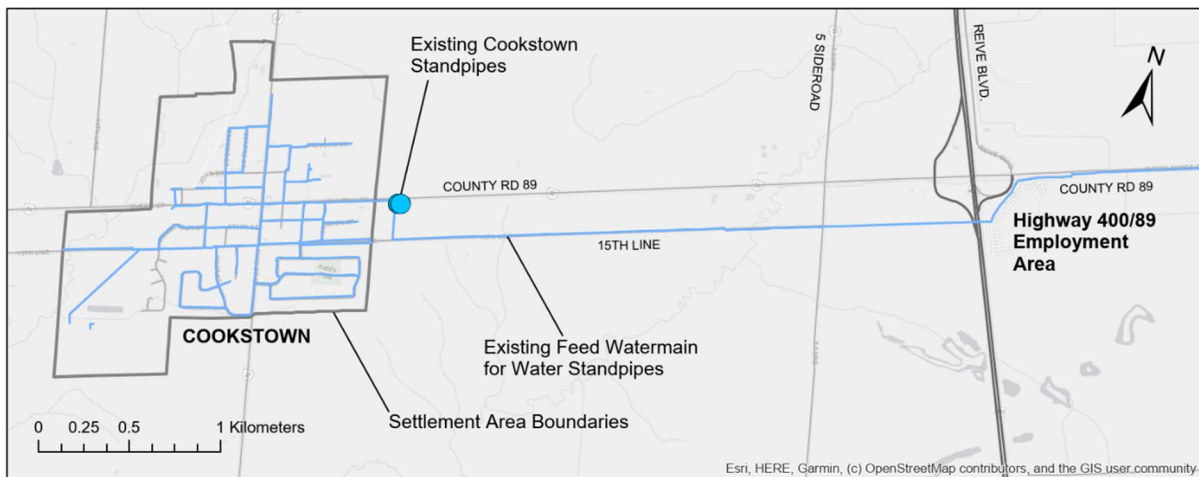 Existing Cookstown
Standpipes
5 SIDEROAD
REIVE BLVD.
N
COUNTY RD 89
COUNTY RD 89
15TH LINE
Highway 400/89
Employment
Area
COOKSTOWN
Existing Feed Watermain
for Water Standpipes
Settlement Area Boundaries
0 0.25 0.5 1 Kilometers
Esri, HERE, Garmin, (c) OpenStreetMap contributors, and the GIS user community